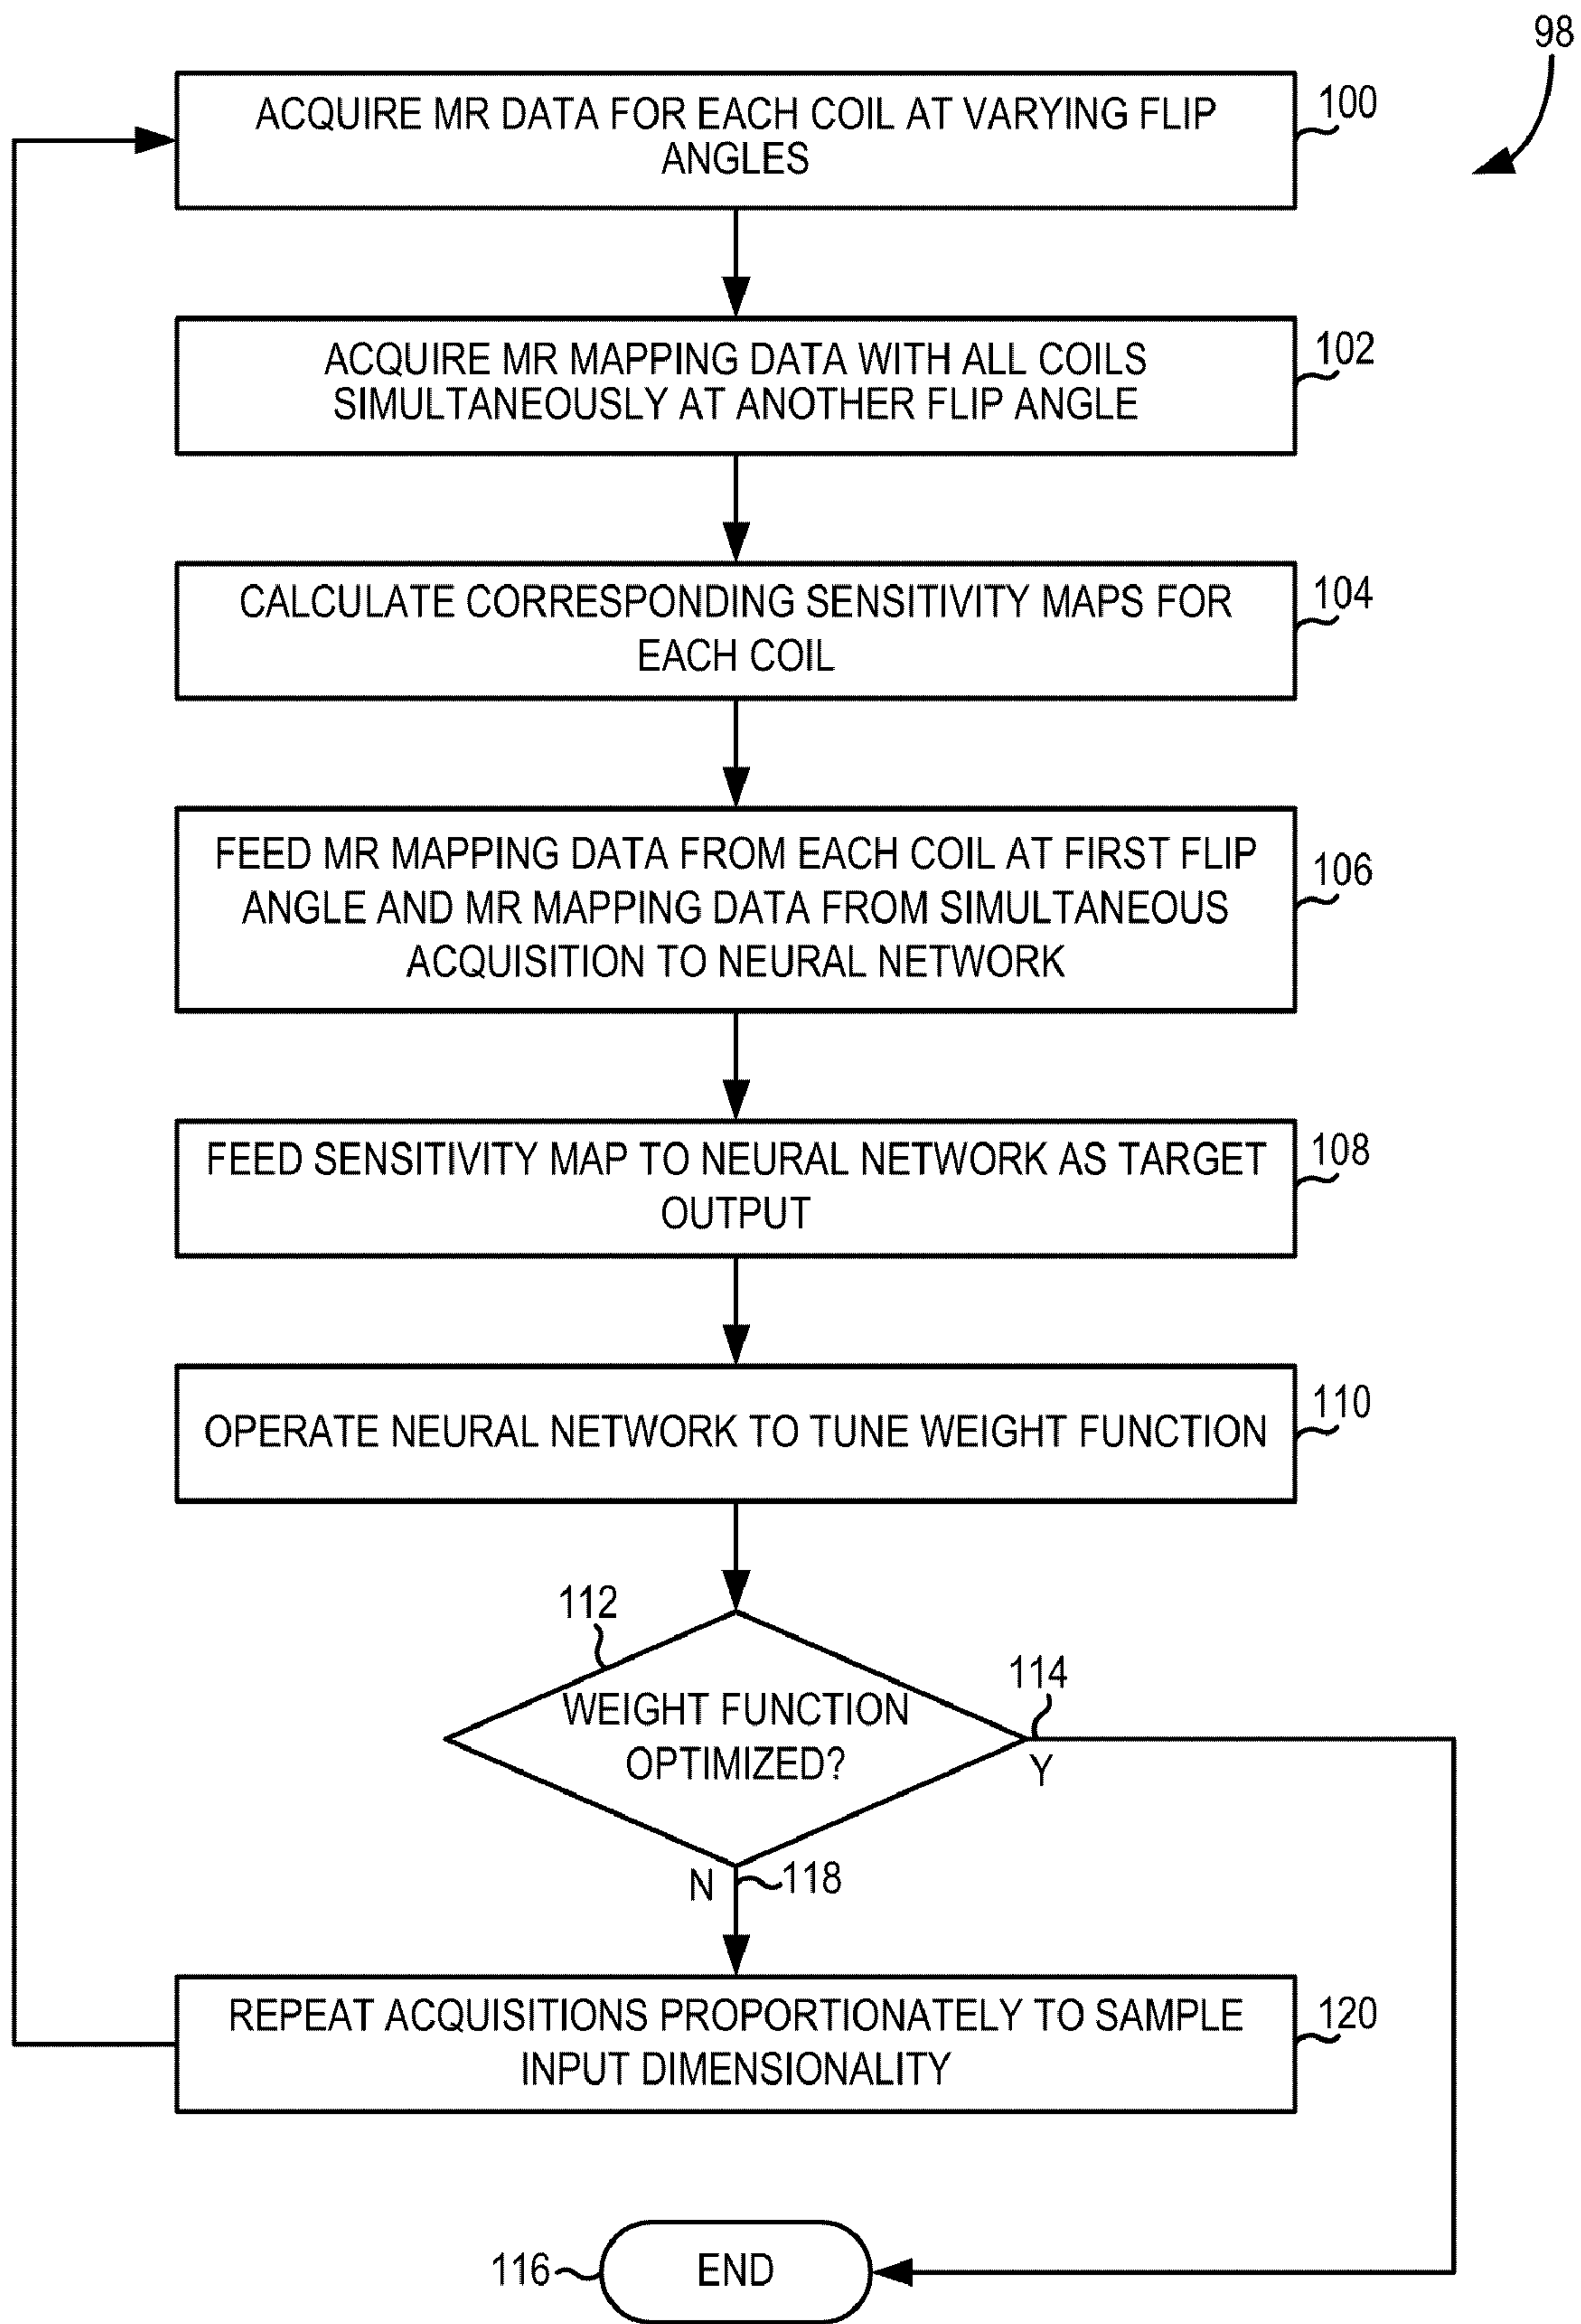 98
ACQUIRE MR DATA FOR EACH COIL AT VARYING FLIP
ANGLES
100
ACQUIRE MR MAPPING DATA WITH ALL COILS
SIMULTANEOUSLY AT ANOTHER FLIP ANGLE
102
CALCULATE CORRESPONDING SENSITIVITY MAPS FOR
EACH COIL
104
FEED MR MAPPING DATA FROM EACH COIL AT FIRST FLIP
ANGLE AND MR MAPPING DATA FROM SIMULTANEOUS
ACQUISITION TO NEURAL NETWORK
106
FEED SENSITIVITY MAP TO NEURAL NETWORK AS TARGET
OUTPUT
108
OPERATE NEURAL NETWORK TO TUNE WEIGHT FUNCTION
110
112
WEIGHT FUNCTION
OPTIMIZED?
114
Y
N
118
REPEAT ACQUISITIONS PROPORTIONATELY TO SAMPLE
INPUT DIMENSIONALITY
120
116
END